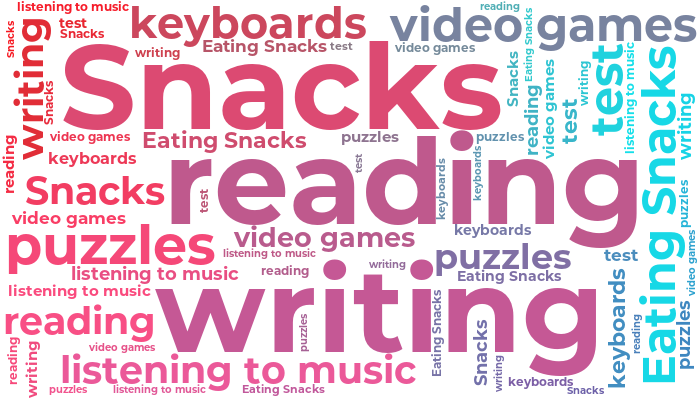 listening to music
keyboards
video games
reading
Snacks
writing
test
Snacks
Eating Snacks
test
writing
video games
Snacks
Eating Snacks
writing
test
listening to music
Eating Snacks
writing
Snacks
Snacks
reading
video games
test
video games
Eating Snacks
puzzles
puzzles
reading
keyboards
reading
test
keyboards
keyboards
Snacks
test
puzzles
video games
keyboards
puzzles
video games
listening to music
puzzles
test
listening to music
reading
writing
Eating Snacks
listening to music
writing
keyboards
video games
reading
puzzles
Eating Snacks
Snacks
reading
puzzles
reading
writing
video games
listening to music
writing
keyboards
puzzles
listening to music
Eating Snacks
Snacks